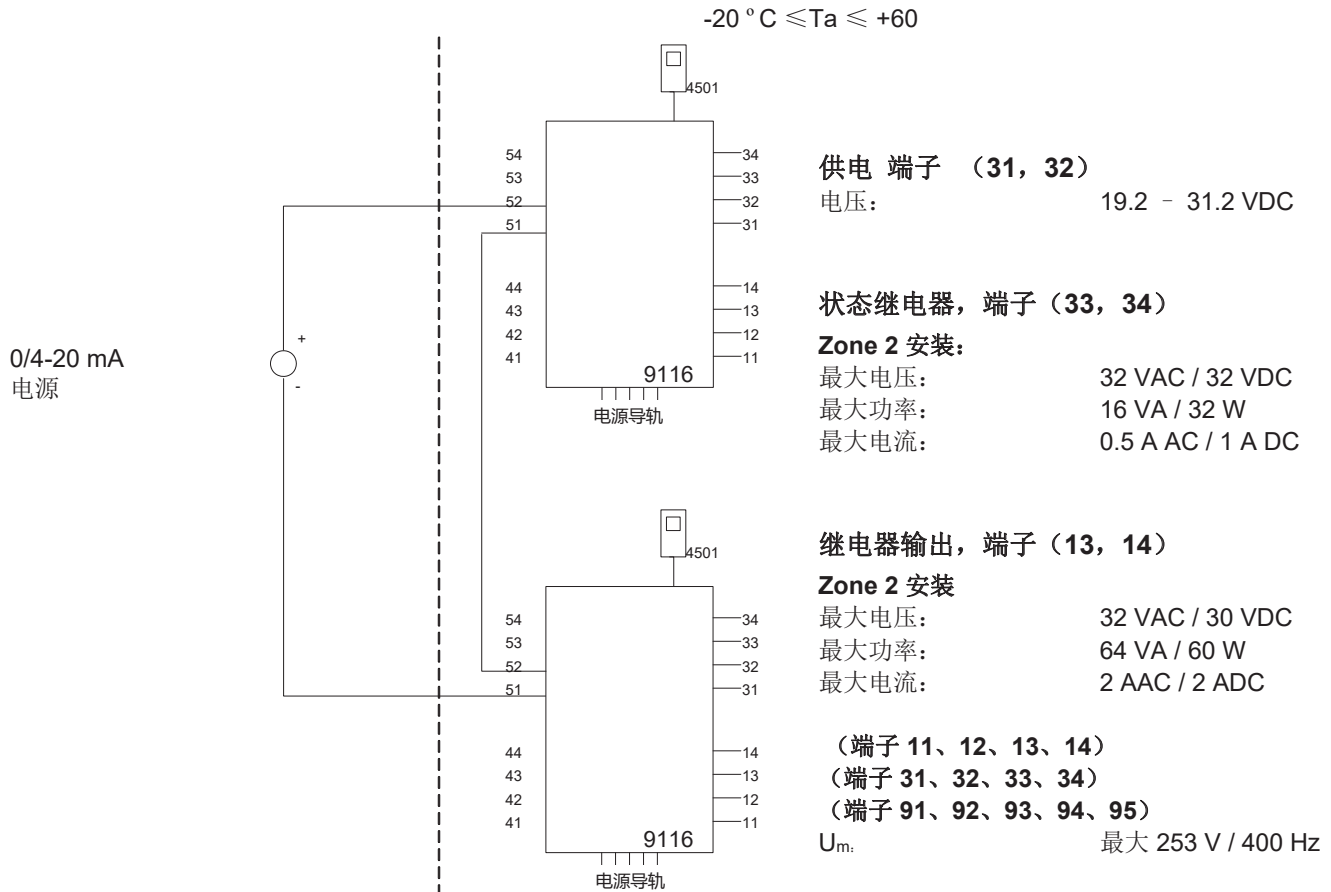 -20 º C ≤Ta ≤ +60
4501
54
53
52
51
44
43
42
41
34
33
32
31
14
13
12
11
9116
电源导轨
0/4-20 mA
电源
+
-
4501
54
53
52
51
44
43
42
41
34
33
32
31
14
13
12
11
9116
电源导轨
供电 端子 （31，32）
电压： 19.2 – 31.2 VDC
状态继电器，端子（33，34）
Zone 2 安装：
最大电压： 32 VAC / 32 VDC
最大功率： 16 VA / 32 W
最大电流： 0.5 A AC / 1 A DC
继电器输出，端子（13，14）
Zone 2 安装
最大电压： 32 VAC / 30 VDC
最大功率： 64 VA / 60 W
最大电流： 2 AAC / 2 ADC
（端子 11、12、13、14）
（端子 31、32、33、34）
（端子 91、92、93、94、95）
Um： 最大 253 V / 400 Hz